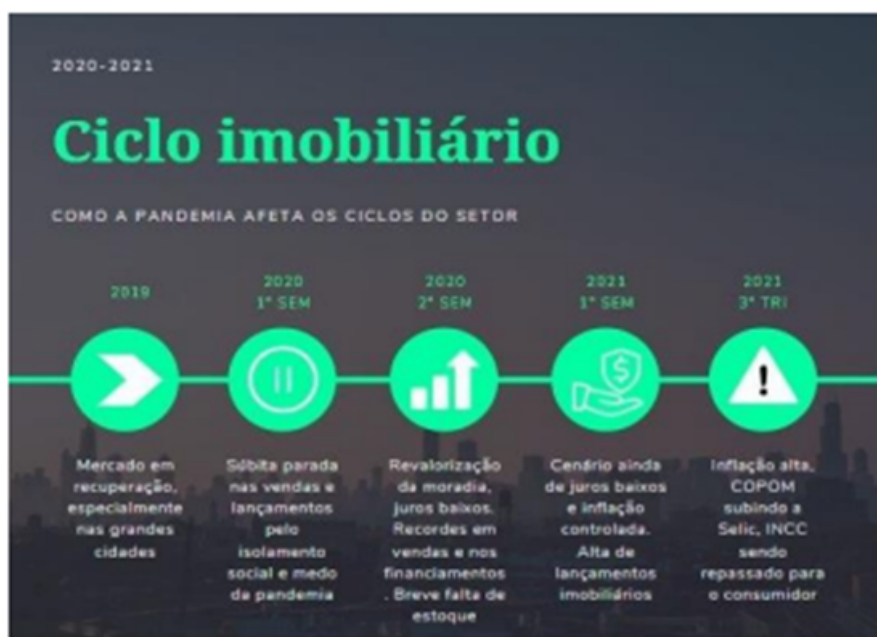 2020-2021
Ciclo imobiliário
COMO A PANDEMIA AFETA OS CICLOS DO SETOR
2019
Mercado em
recuperação,
especialmente
nas grandes
cidades
2020
1° SEM
Súbita parada
nas vendas e
lançamentos
pelo
isolamento
social e medo
da pandemia
2020
2° SEM
Revalorização
da moradia,
juros baixos.
Recordes em
vendas e nos
financiamentos
. Breve falta de
estoque
2021
1° SEM
Cenário ainda
de juros baixos
e inflação
controlada.
Alta de
lançamentos
imobiliários
2021
3° TRI
Inflação alta,
COPOM
subindo a
Selic, INCC
sendo
repassado para
o consumidor